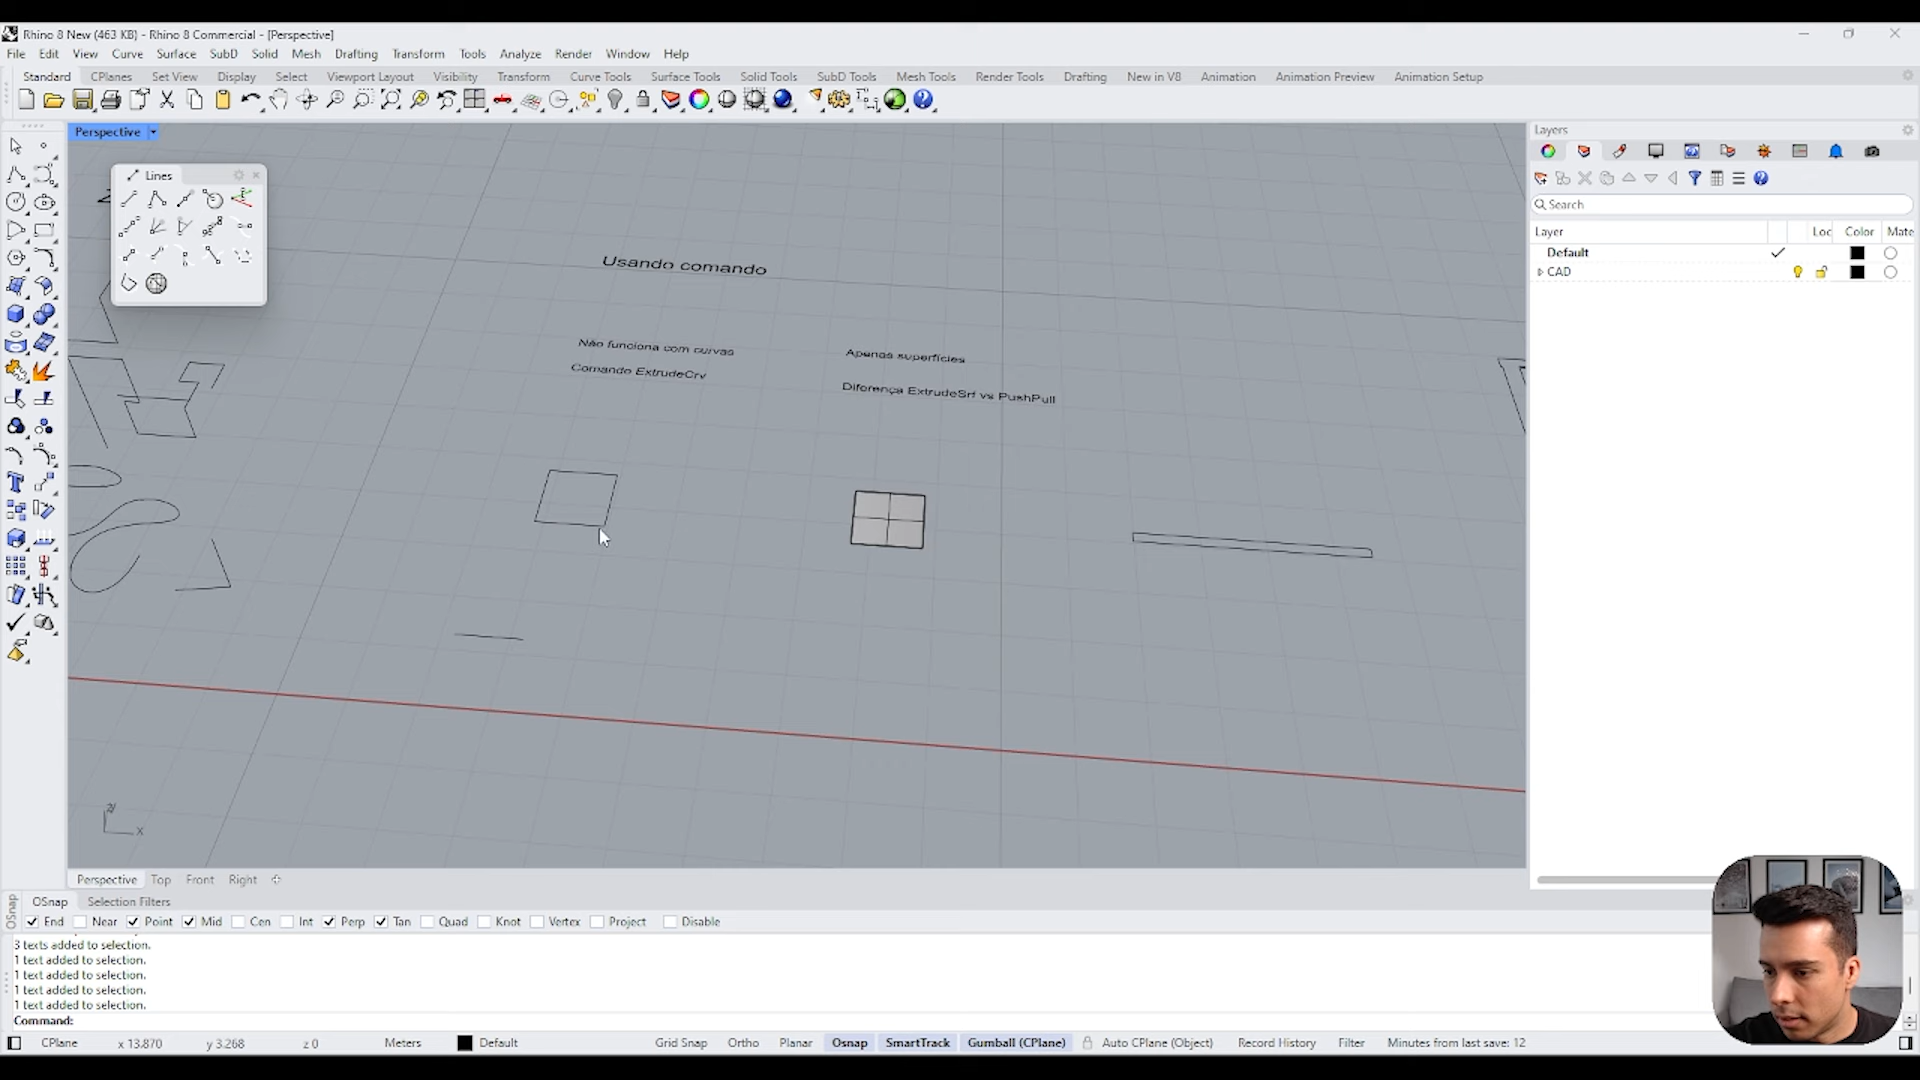 Rhino 8 New (463 KB) - Rhino 8 Commercial - [Perspective]
File Edit View Curve Surface SubD Solid Mesh Drafting Transform Tools Analyze Render Window Help
Standard CPlanes Set View Display Select Viewport Layout Visibility Transform Curve Tools Surface Tools Solid Tools SubD Tools Mesh Tools Render Tools Drafting New in V8 Animation Animation Preview Animation Setup
Perspective
Lines
Usando comando
Não funciona com curvas
Comando ExtrudeCrv
Apenas superfícies
Diferença ExtrudeSrf vs PushPull
x
Layers
Search
Layer Loc Color Mate
Default
CAD
Perspective Top Front Right
OSnap Selection Filters
OSnap
End Near Point Mid Cen Int Perp Tan Quad Knot Vertex Project Disable
3 texts added to selection.
1 text added to selection.
1 text added to selection.
1 text added to selection.
1 text added to selection.
Command:
CPlane x 13.870 y 3.268 z 0 Meters Default Grid Snap Ortho Planar Osnap SmartTrack Gumball (CPlane) Auto CPlane (Object) Record History Filter Minutes from last save: 12